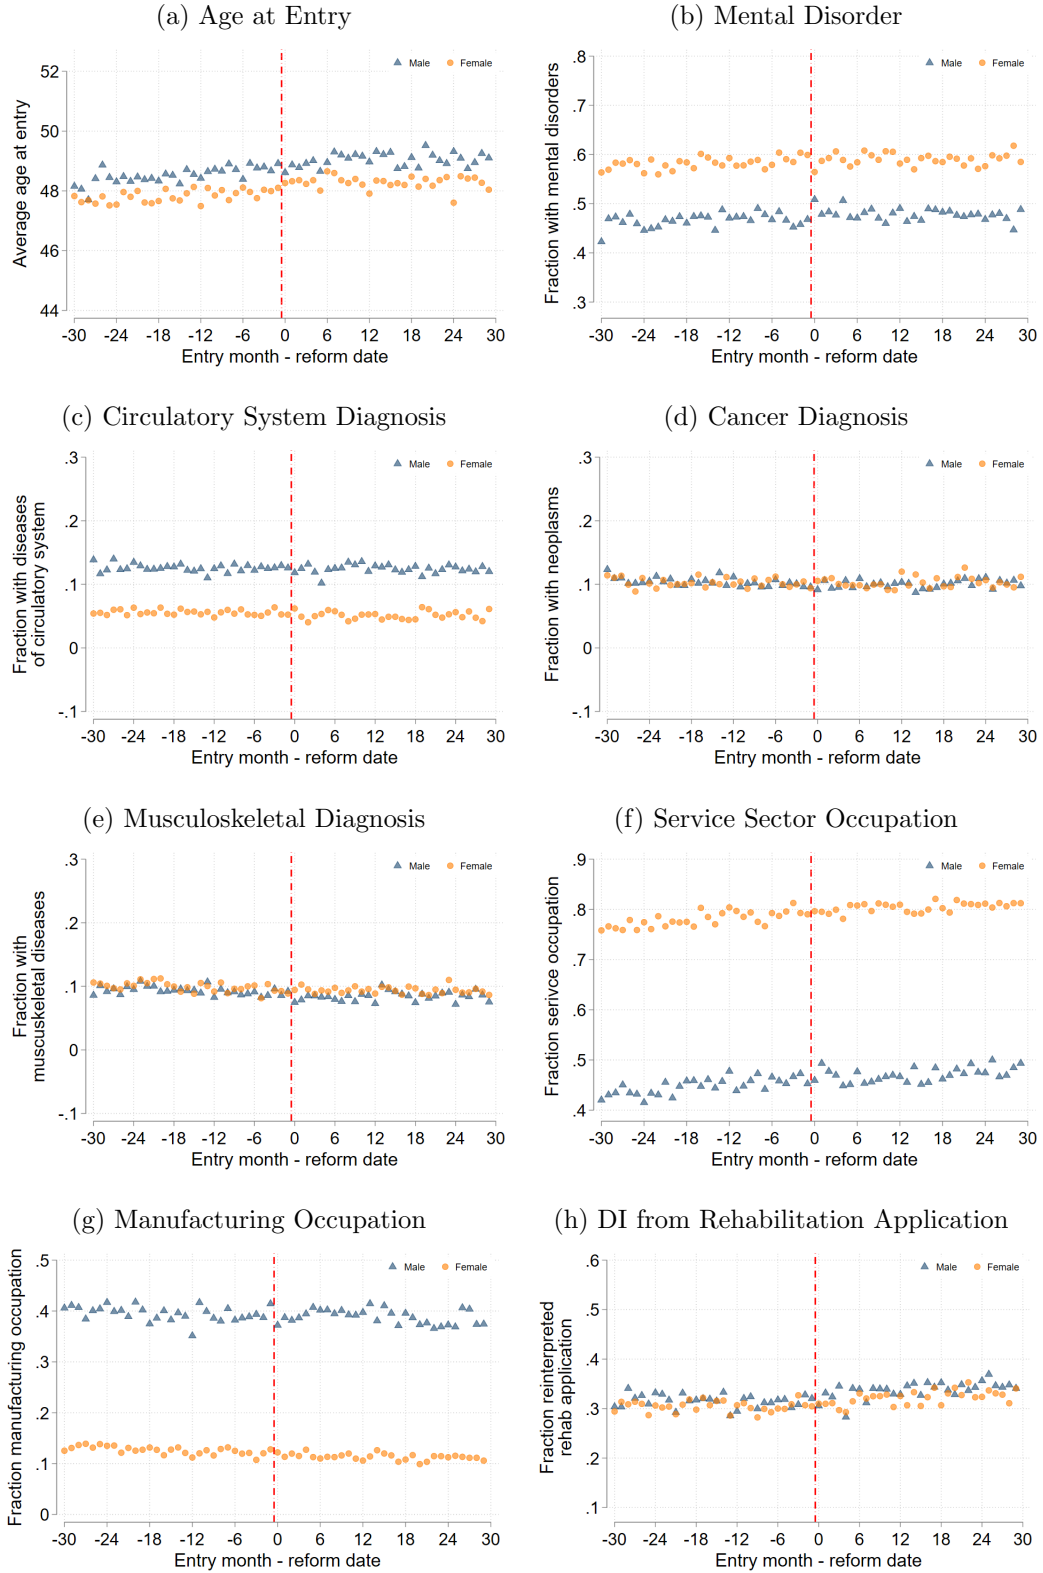 (a) Age at Entry
Male Female
Average age at entry
52
50
48
46
44
-30 -24 -18 -12 -6 0 6 12 18 24 30
Entry month - reform date
(b) Mental Disorder
Male Female
Fraction with mental disorders
.8
.7
.6
.5
.4
.3
-30 -24 -18 -12 -6 0 6 12 18 24 30
Entry month - reform date
(c) Circulatory System Diagnosis
Male Female
Fraction with diseases
of circulatory system
.3
.2
.1
0
-.1
-30 -24 -18 -12 -6 0 6 12 18 24 30
Entry month - reform date
(d) Cancer Diagnosis
Male Female
Fraction with neoplasms
.3
.2
.1
0
-.1
-30 -24 -18 -12 -6 0 6 12 18 24 30
Entry month - reform date
(e) Musculoskeletal Diagnosis
Male Female
Fraction with
muscuskeletal diseases
.3
.2
.1
0
-.1
-30 -24 -18 -12 -6 0 6 12 18 24 30
Entry month - reform date
(f) Service Sector Occupation
Male Female
Fraction serivce occupation
.9
.8
.7
.6
.5
.4
-30 -24 -18 -12 -6 0 6 12 18 24 30
Entry month - reform date
(g) Manufacturing Occupation
Male Female
Fraction manufacturing occupation
.5
.4
.3
.2
.1
0
-30 -24 -18 -12 -6 0 6 12 18 24 30
Entry month - reform date
(h) DI from Rehabilitation Application
Male Female
Fraction reinterpreted
rehab application
.6
.5
.4
.3
.2
.1
-30 -24 -18 -12 -6 0 6 12 18 24 30
Entry month - reform date